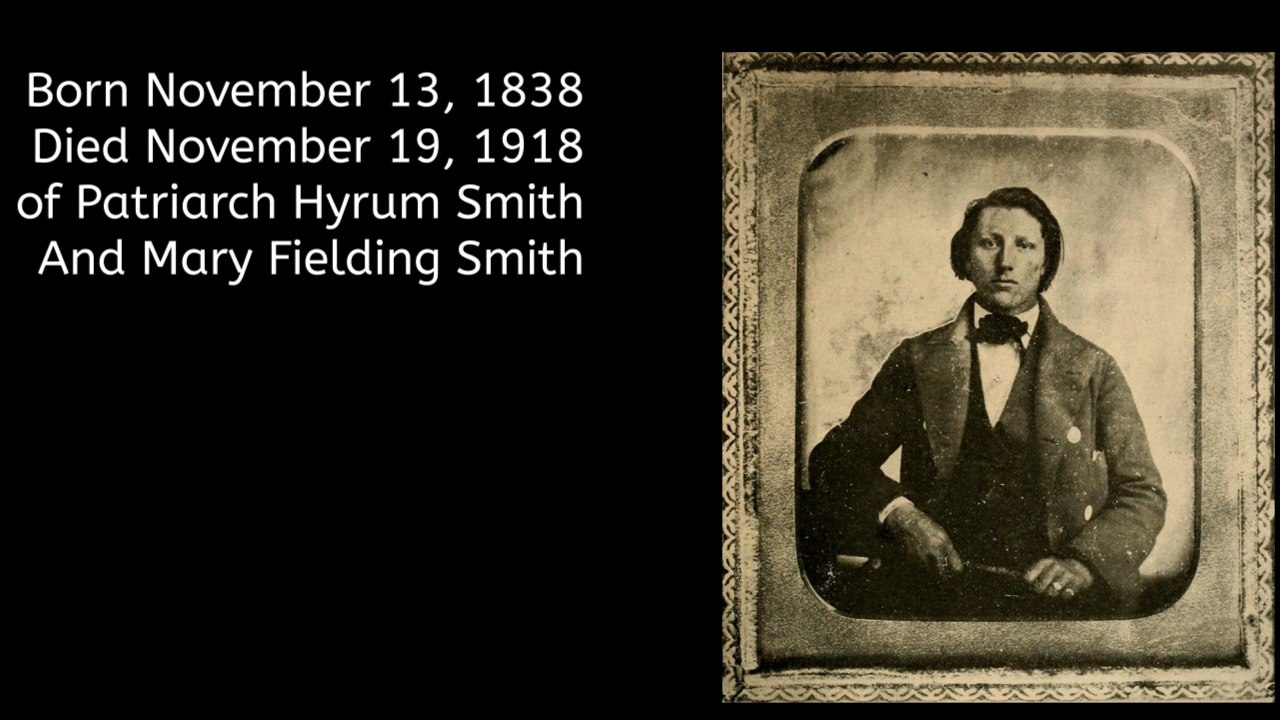 Born November 13, 1838
Died November 19, 1918
of Patriarch Hyrum Smith
And Mary Fielding Smith